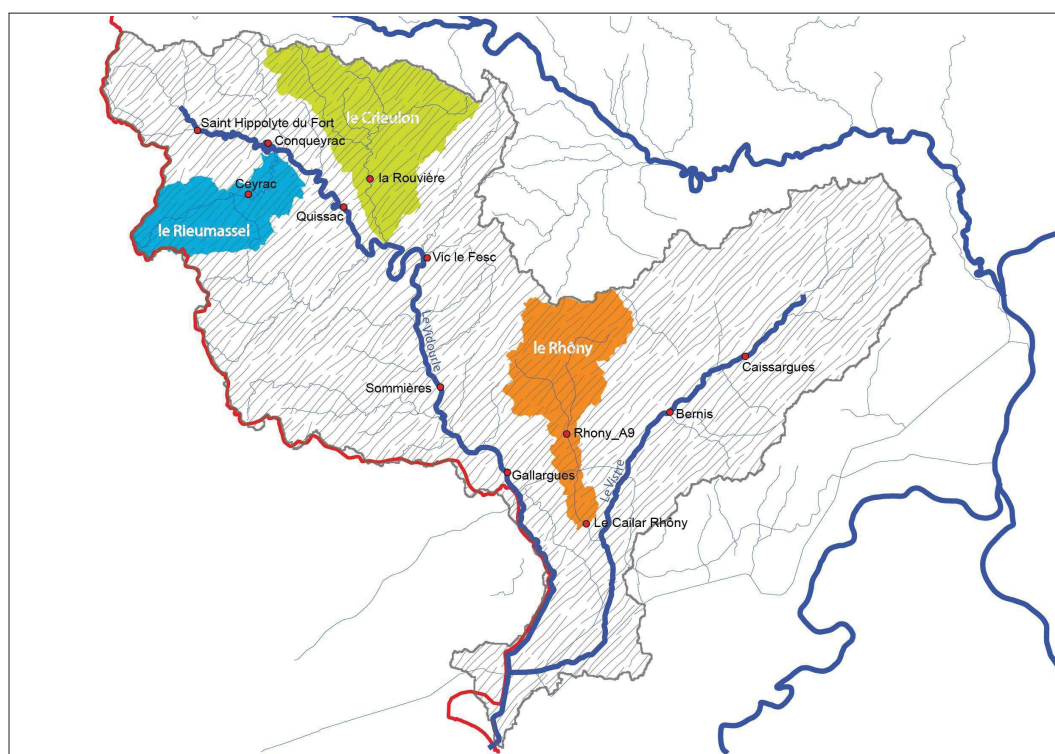 le Crieulon
Saint Hippolyte du Fort
Conqueyrac
Ceyrac
la Rouvière
Quissac
le Rieumassel
Vic le Fesc
Le Vidourle
le Rhôny
Caissargues
Sommières
Bernis
Rhony_A9
Gallargues
Le Vistre
Le Cailar Rhôny